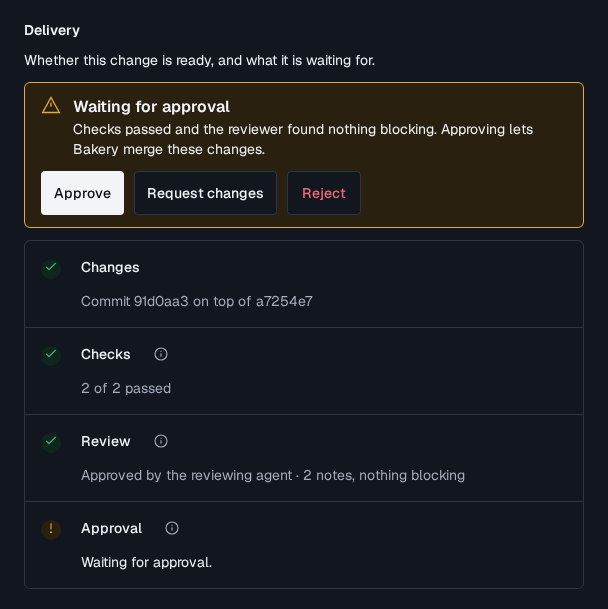 Delivery
Whether this change is ready, and what it is waiting for.
Waiting for approval
Checks passed and the reviewer found nothing blocking. Approving lets
Bakery merge these changes.
Approve
Request changes
Reject
Changes
Commit 91d0aa3 on top of a7254e7
Checks
2 of 2 passed
Review
Approved by the reviewing agent · 2 notes, nothing blocking
Approval
Waiting for approval.